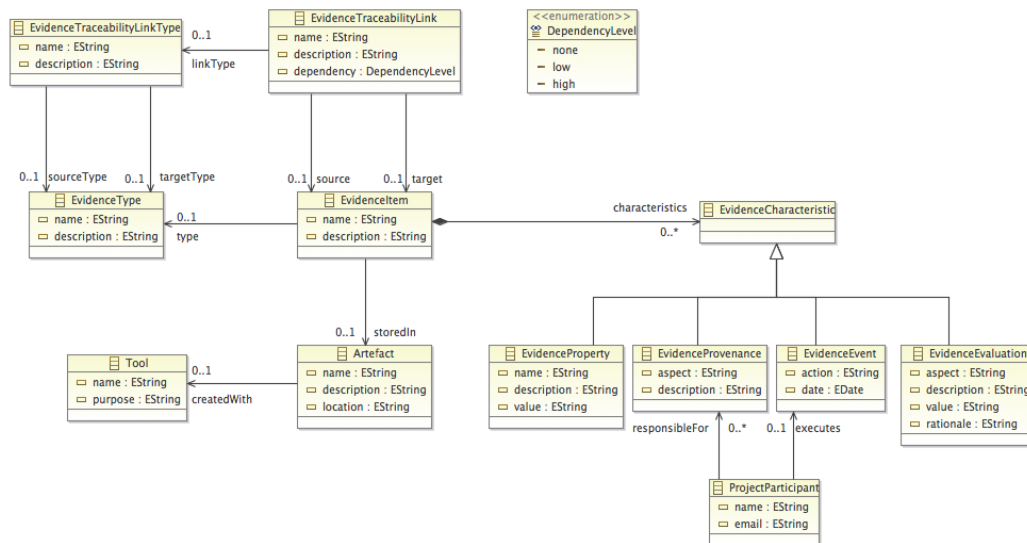 EvidenceTraceabilityLinkType
name : EString
description : EString
0..1
linkType
EvidenceTraceabilityLink
name : EString
description : EString
dependency : DependencyLevel
<<enumeration>>
DependencyLevel
none
low
high
0..1 sourceType
0..1 targetType
0..1 source
0..1 target
EvidenceType
name : EString
description : EString
0..1
type
EvidenceItem
name : EString
description : EString
characteristics
0..*
EvidenceCharacteristic
0..1 storedIn
Tool
name : EString
purpose : EString
0..1
createdWith
Artefact
name : EString
description : EString
location : EString
EvidenceProperty
name : EString
description : EString
value : EString
EvidenceProvenance
aspect : EString
description : EString
EvidenceEvent
action : EString
date : EDate
EvidenceEvaluation
aspect : EString
description : EString
value : EString
rationale : EString
responsibleFor 0..*
0..1 executes
ProjectParticipant
name : EString
email : EString